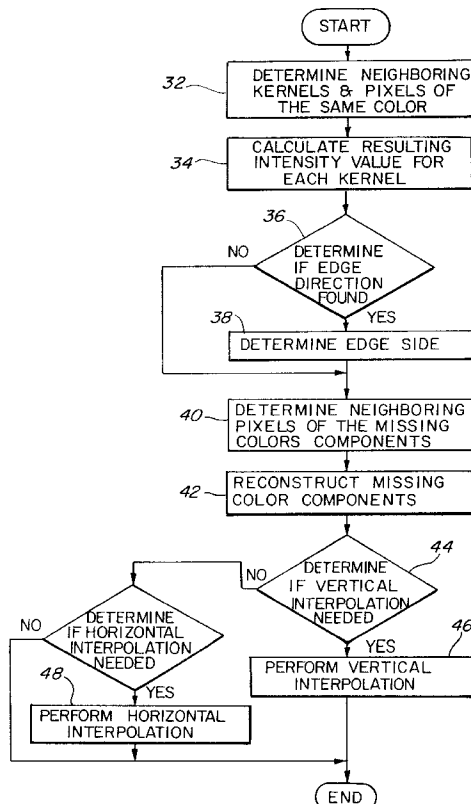 START
32
DETERMINE NEIGHBORING
KERNELS & PIXELS OF
THE SAME COLOR
34
CALCULATE RESULTING
INTENSITY VALUE FOR
EACH KERNEL
36
NO
DETERMINE
IF EDGE
DIRECTION
FOUND
YES
38
DETERMINE EDGE SIDE
40
DETERMINE NEIGHBORING
PIXELS OF THE MISSING
COLORS COMPONENTS
42
RECONSTRUCT MISSING
COLOR COMPONENTS
44
NO
DETERMINE
IF VERTICAL
INTERPOLATION
NEEDED
YES
46
PERFORM VERTICAL
INTERPOLATION
NO
DETERMINE
IF HORIZONTAL
INTERPOLATION
NEEDED
YES
48
PERFORM HORIZONTAL
INTERPOLATION
END